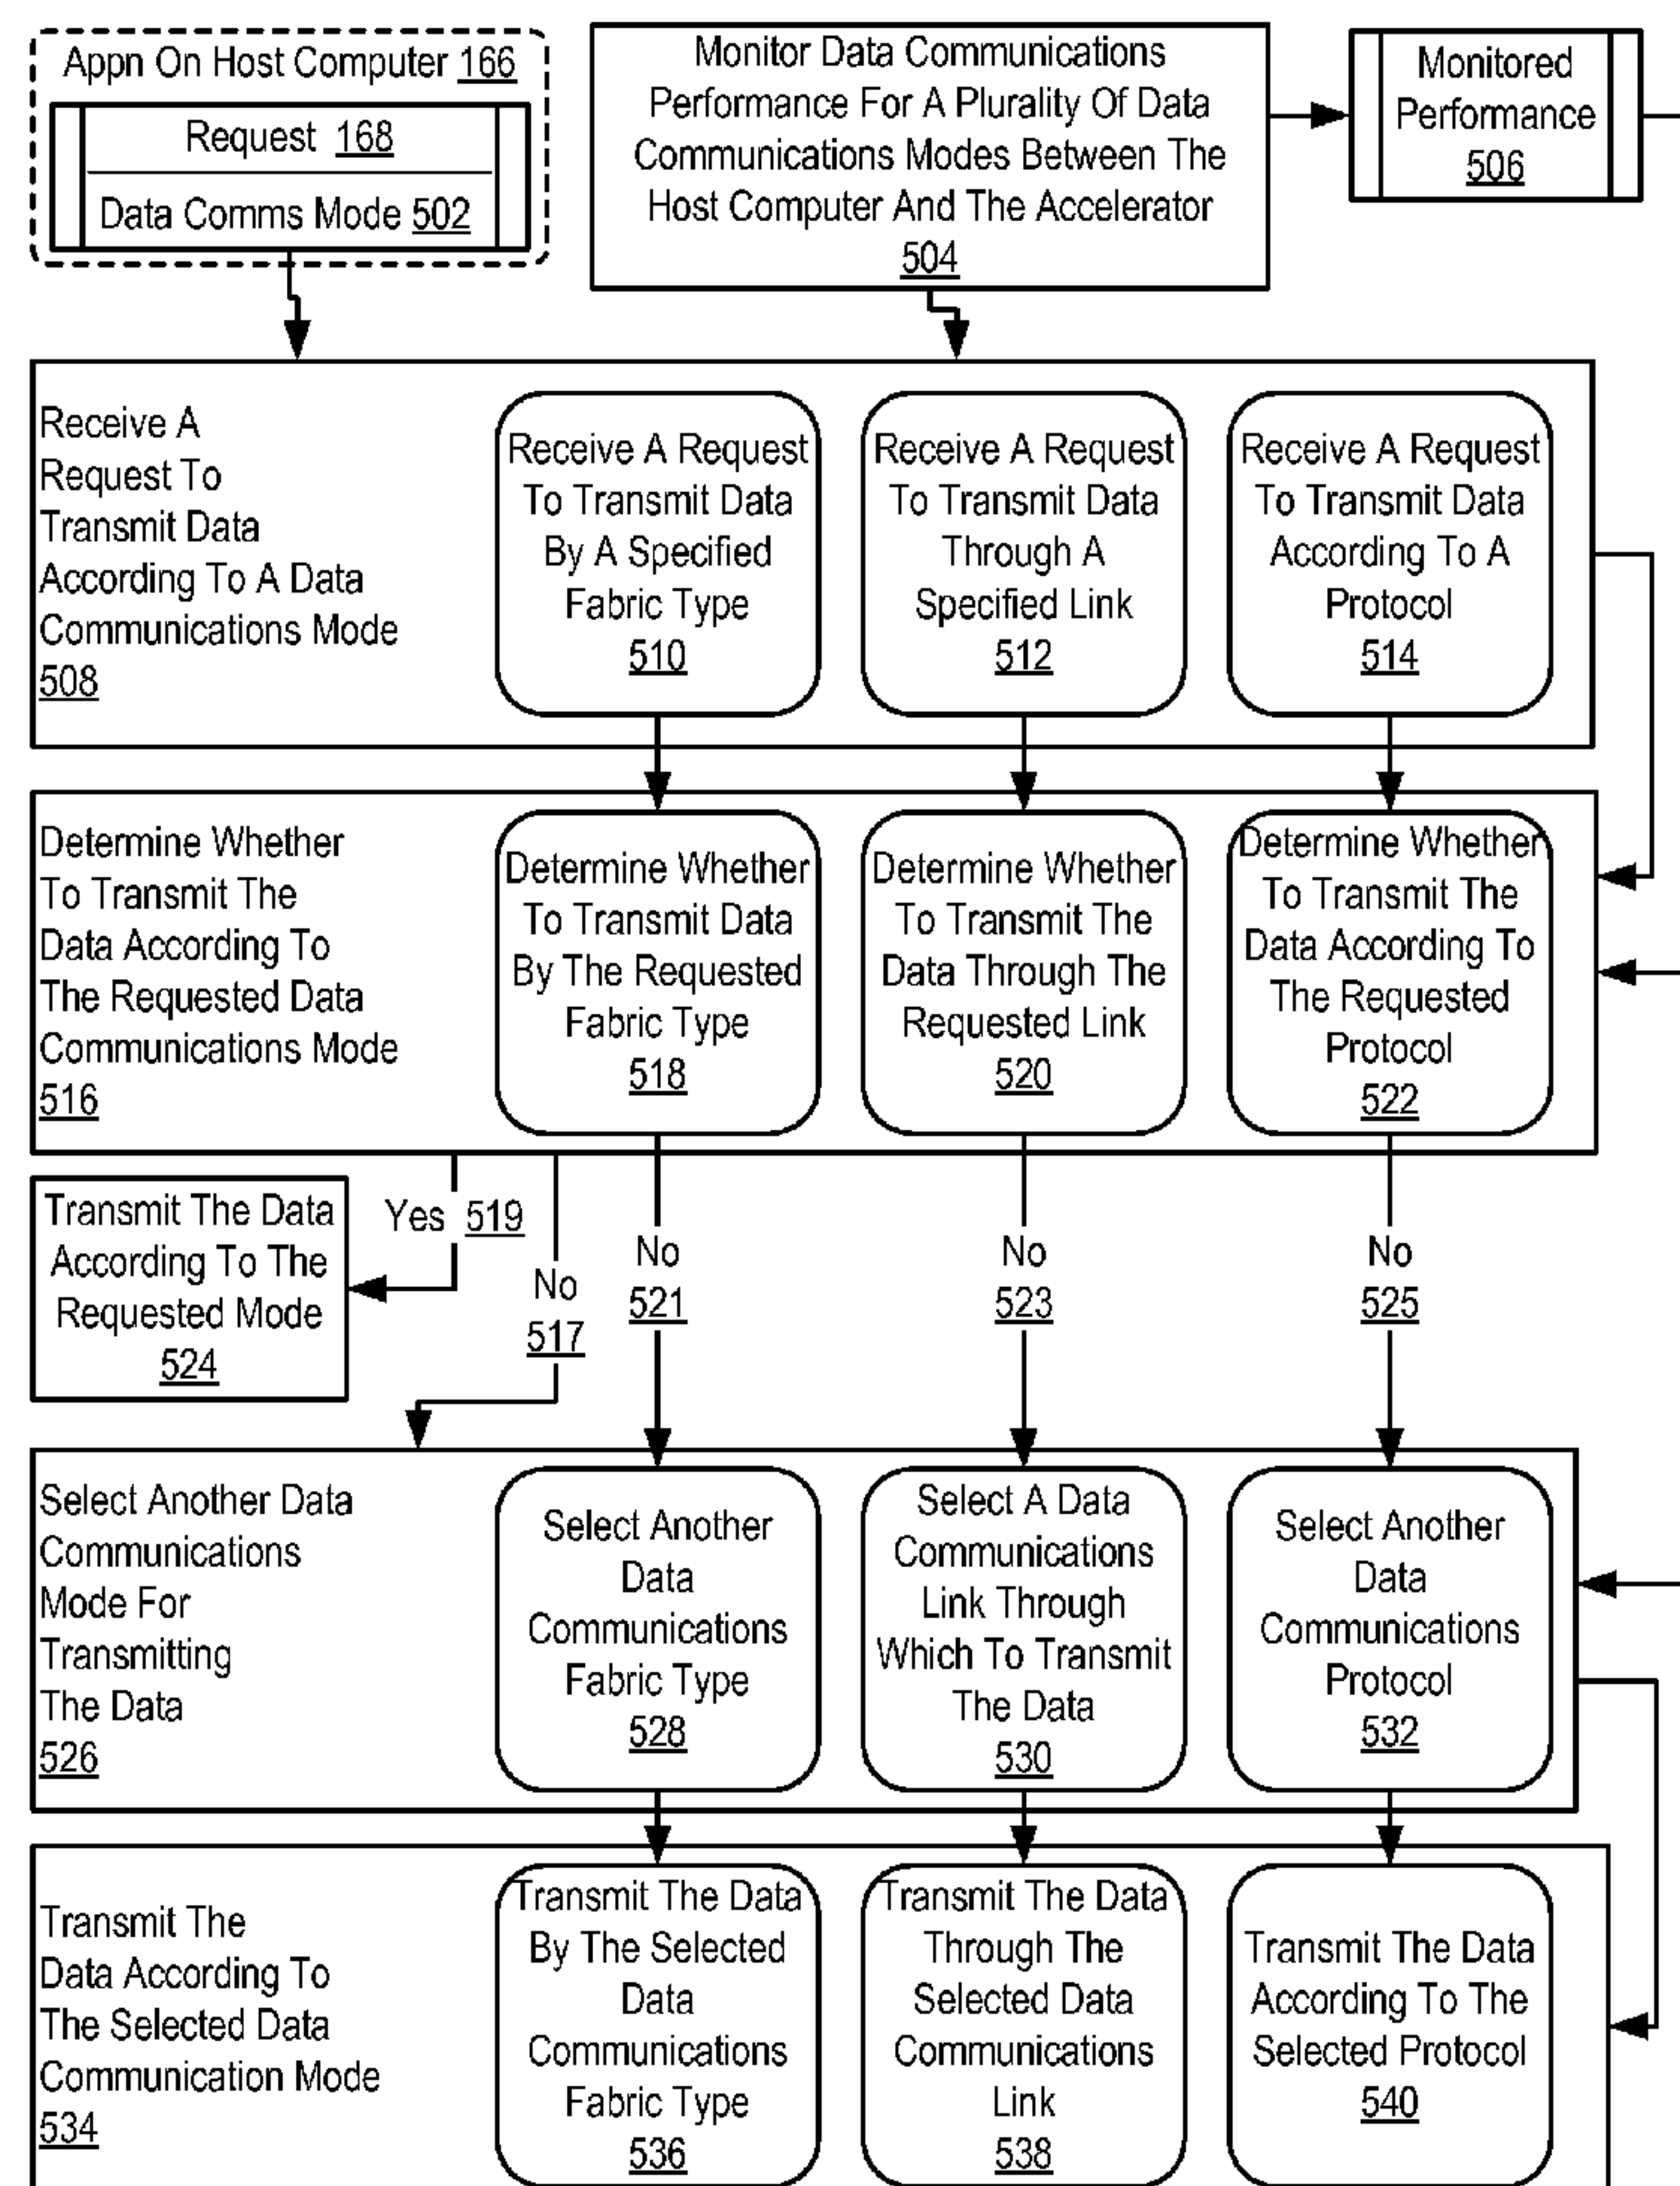 Appn On Host Computer 166
Request 168
Data Comms Mode 502
Monitor Data Communications
Performance For A Plurality Of Data
Communications Modes Between The
Host Computer And The Accelerator
504
Monitored
Performance
506
Receive A
Request To
Transmit Data
According To A Data
Communications Mode
508
Receive A Request
To Transmit Data
By A Specified
Fabric Type
510
Receive A Request
To Transmit Data
Through A
Specified Link
512
Receive A Request
To Transmit Data
According To A
Protocol
514
Determine Whether
To Transmit The
Data According To
The Requested Data
Communications Mode
516
Determine Whether
To Transmit Data
By The Requested
Fabric Type
518
Determine Whether
To Transmit The
Data Through The
Requested Link
520
Determine Whether
To Transmit The
Data According To
The Requested
Protocol
522
Transmit The Data
According To The
Requested Mode
524
Yes 519
No
517
No
521
No
523
No
525
Select Another Data
Communications
Mode For
Transmitting
The Data
526
Select Another
Data
Communications
Fabric Type
528
Select A Data
Communications
Link Through
Which To Transmit
The Data
530
Select Another
Data
Communications
Protocol
532
Transmit The
Data According To
The Selected Data
Communication Mode
534
Transmit The Data
By The Selected
Data
Communications
Fabric Type
536
Transmit The Data
Through The
Selected Data
Communications
Link
538
Transmit The Data
According To The
Selected Protocol
540